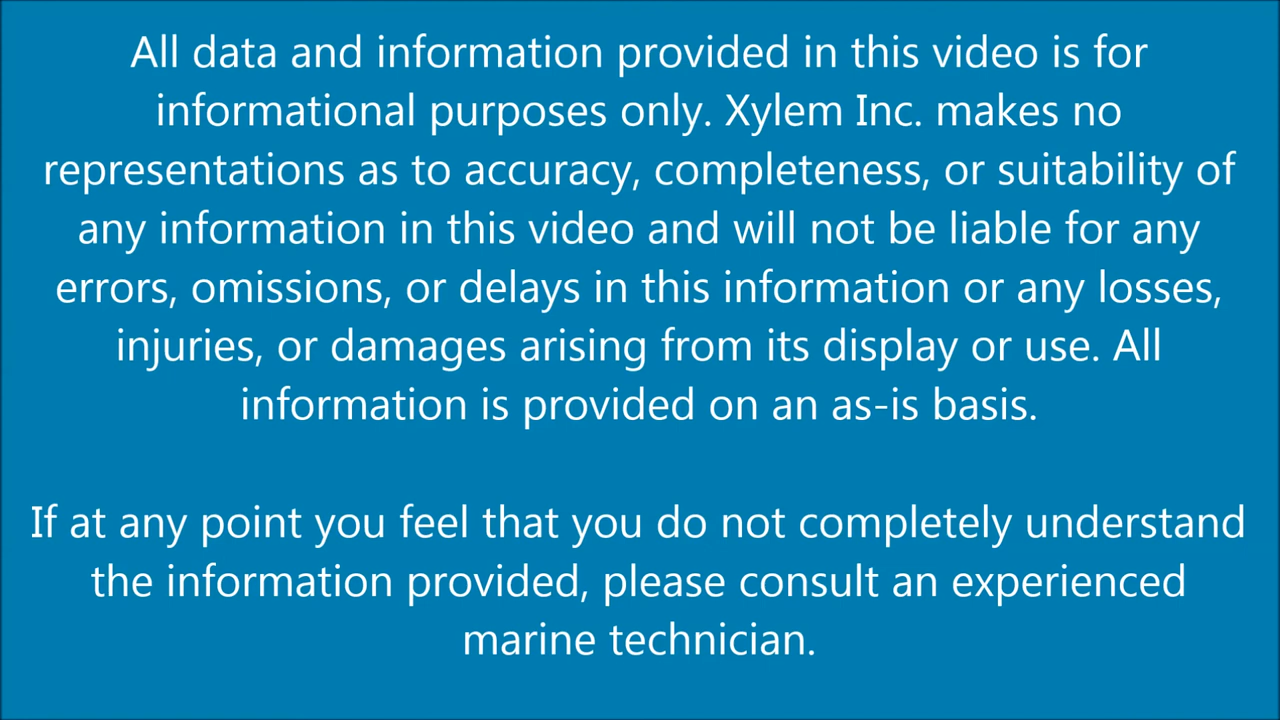 All data and information provided in this video is for
informational purposes only. Xylem Inc. makes no
representations as to accuracy, completeness, or suitability of
any information in this video and will not be liable for any
errors, omissions, or delays in this information or any losses,
injuries, or damages arising from its display or use. All
information is provided on an as-is basis.
If at any point you feel that you do not completely understand
the information provided, please consult an experienced
marine technician.